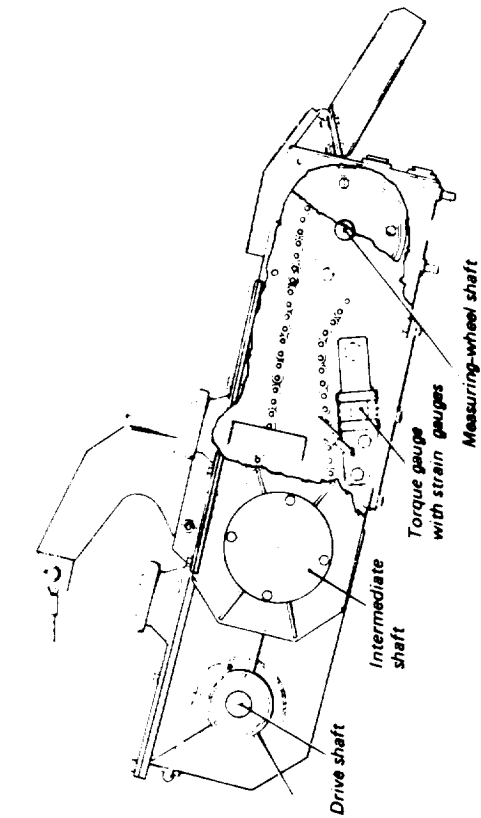 Drive shaft
Intermediate
shaft
Torque gauge
with strain gauges
Measuring-wheel shaft